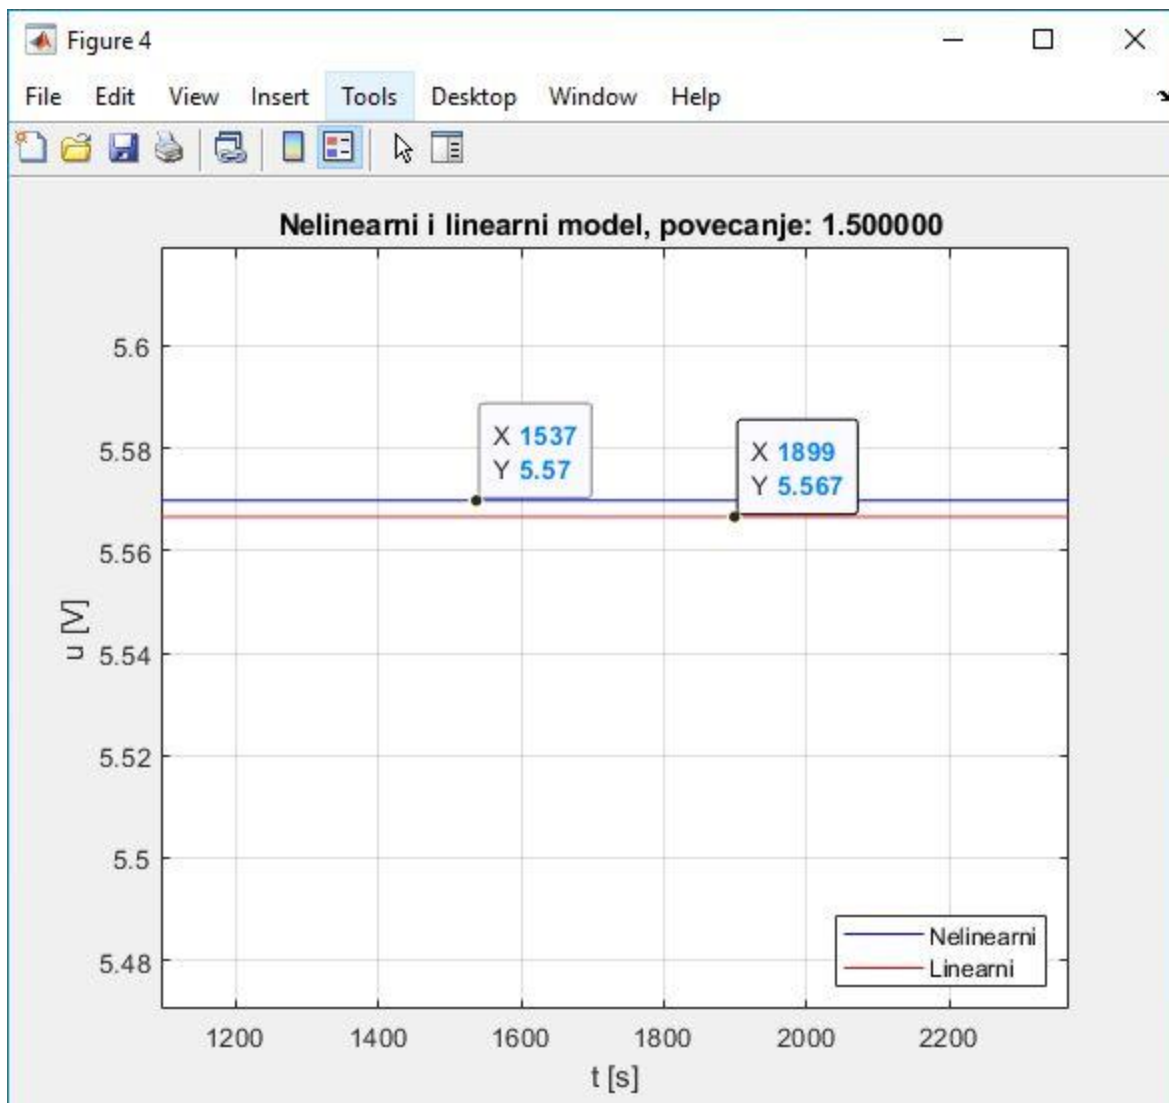 Figure 4
File Edit View Insert Tools Desktop Window Help
Nelinearni i linearni model, povecanje: 1.500000
5.6
5.58
5.56
5.54
5.52
5.5
5.48
u [V]
X 1537
Y 5.57
X 1899
Y 5.567
Nelinearni
Linearni
1200 1400 1600 1800 2000 2200
t [s]